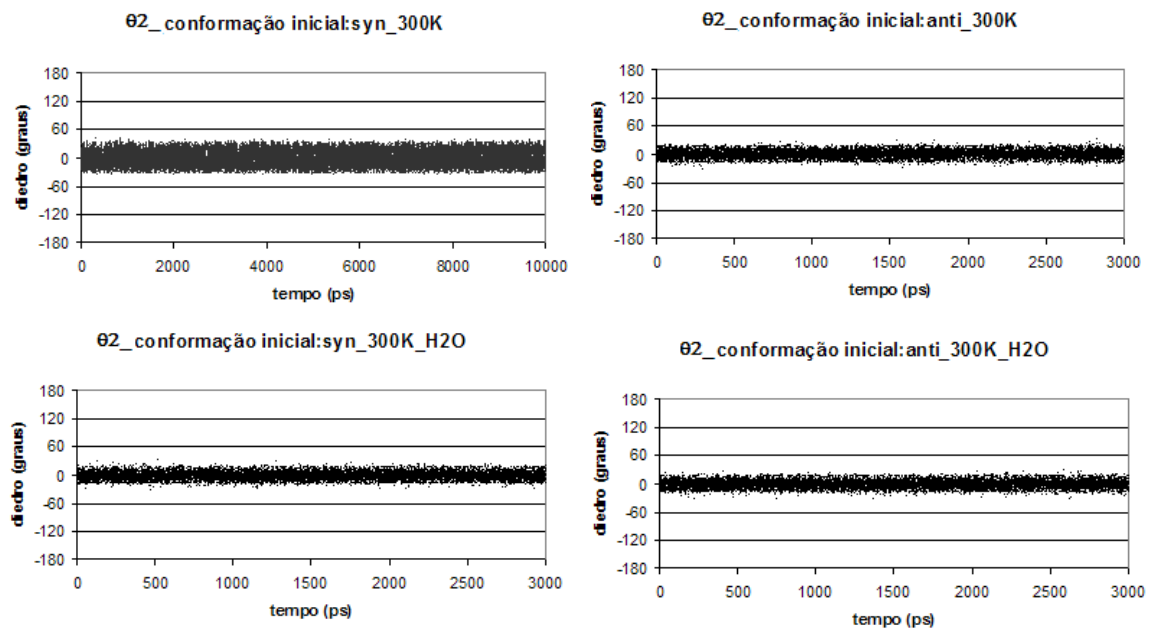 θ2_ conformação inicial:syn_300K
diedro (graus)
180
120
60
0
-60
-120
-180
0 2000 4000 6000 8000 10000
tempo (ps)
θ2_ conformação inicial:anti_300K
diedro (graus)
180
120
60
0
-60
-120
-180
0 500 1000 1500 2000 2500 3000
tempo (ps)
θ2_ conformação inicial:syn_300K_H2O
diedro (graus)
180
120
60
0
-60
-120
-180
0 500 1000 1500 2000 2500 3000
tempo (ps)
θ2_ conformação inicial:anti_300K_H2O
diedro (graus)
180
120
60
0
-60
-120
-180
0 500 1000 1500 2000 2500 3000
tempo (ps)